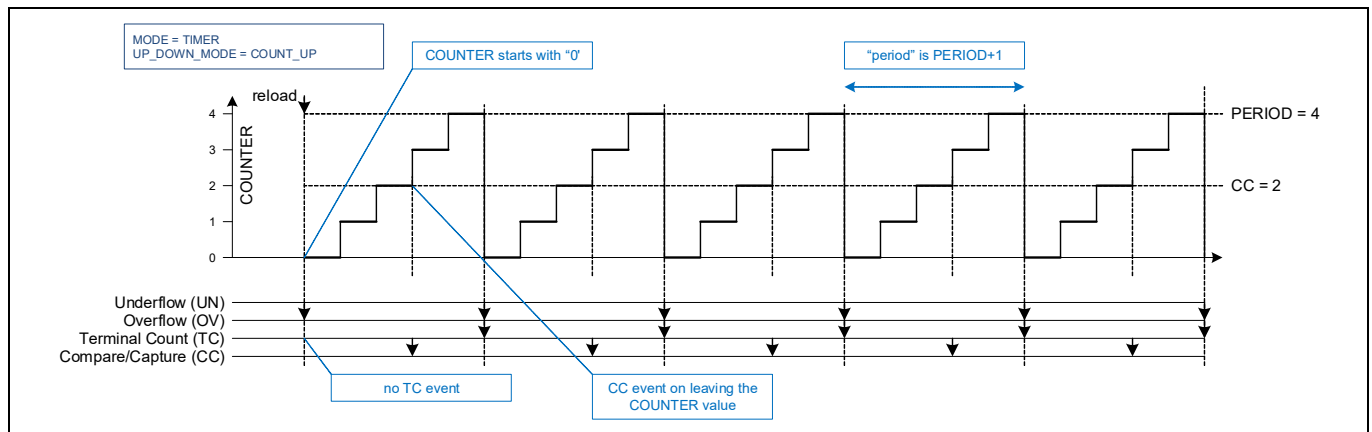 MODE = TIMER
UP_DOWN_MODE = COUNT_UP
COUNTER starts with “0'
“period” is PERIOD+1
reload
4
3
2
1
0
COUNTER
PERIOD = 4
CC = 2
Underflow (UN)
Overflow (OV)
Terminal Count (TC)
Compare/Capture (CC)
no TC event
CC event on leaving the
COUNTER value